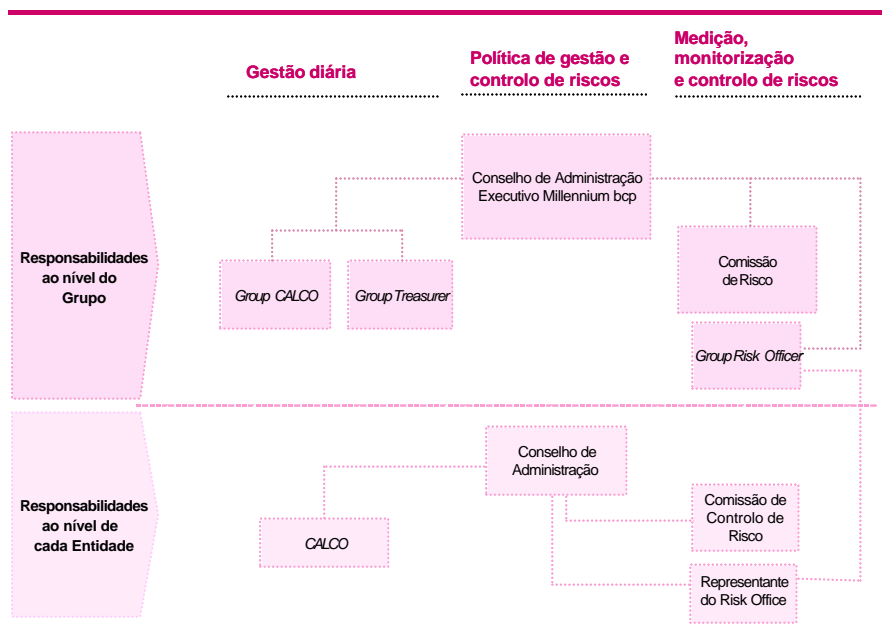 Gestão diária
Política de gestão e
controlo de riscos
Medição,
monitorização
e controlo de riscos
Responsabilidades
ao nível do
Grupo
Conselho de Administração
Executivo Millennium bcp
Group CALCO
Group Treasurer
Comissão
de Risco
Group Risk Officer
Responsabilidades
ao nível de
cada Entidade
Conselho de
Administração
CALCO
Comissão de
Controlo de
Risco
Representante
do Risk Office